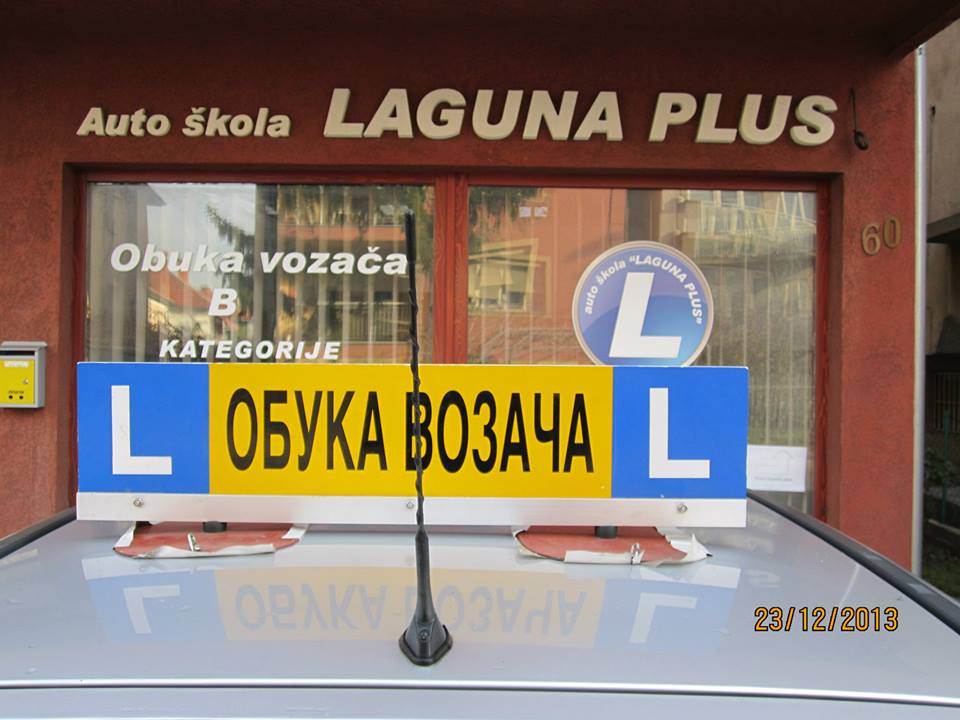 Auto škola LAGUNA PLUS
60
Obuka vozača
B
KATEGORIJE
auto škola "LAGUNA PLUS"
L
L ОБУКА ВОЗАЧА L
23/12/2013